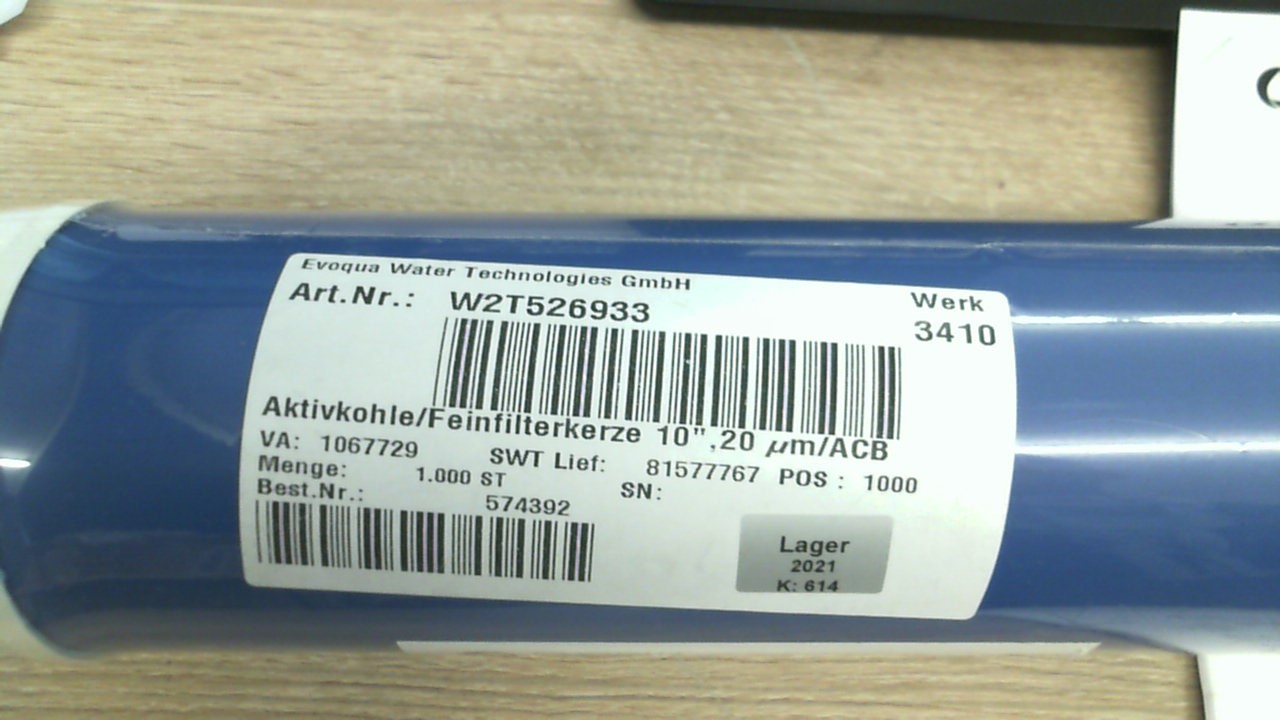 Evoqua Water Technologies GmbH
Art.Nr.: W2T526933
Werk
3410
Aktivkohle/Feinfilterkerze 10",20 µm/ACB
VA: 1067729 SWT Lief: 81577767 POS : 1000
Menge: 1.000 ST SN:
Best.Nr.: 574392
Lager
2021
K: 614